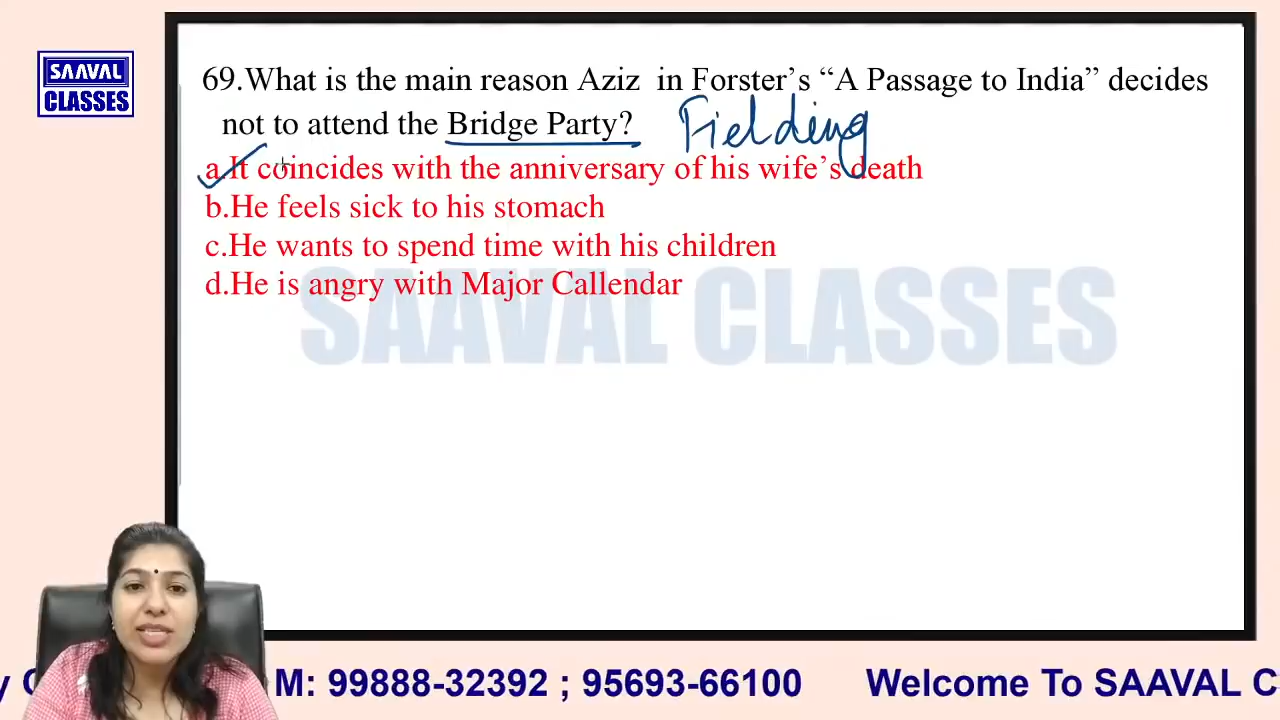 SAAVAL
CLASSES
69.What is the main reason Aziz in Forster's “A Passage to India” decides
not to attend the Bridge Party? Fielding
a.It coincides with the anniversary of his wife's death
b.He feels sick to his stomach
c.He wants to spend time with his children
d.He is angry with Major Callendar
SAAVAL CLASSES
M: 99888-32392 ; 95693-66100 Welcome To SAAVAL C